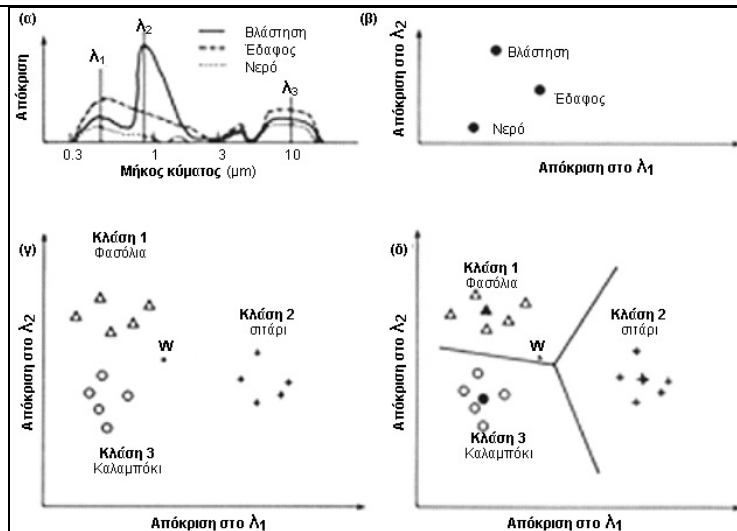 (α)
Απόκριση
λ1
λ2
λ3
Βλάστηση
Έδαφος
Νερό
0.3 1 3 10
Μήκος κύματος (μm)
(β)
Απόκριση στο λ2
Βλάστηση
Έδαφος
Νερό
Απόκριση στο λ1
(γ)
Απόκριση στο λ2
Κλάση 1
Φασόλια
Κλάση 2
σιτάρι
W
Κλάση 3
Καλαμπόκι
Απόκριση στο λ1
(δ)
Απόκριση στο λ2
Κλάση 1
Φασόλια
Κλάση 2
σιτάρι
W
Κλάση 3
Καλαμπόκι
Απόκριση στο λ1